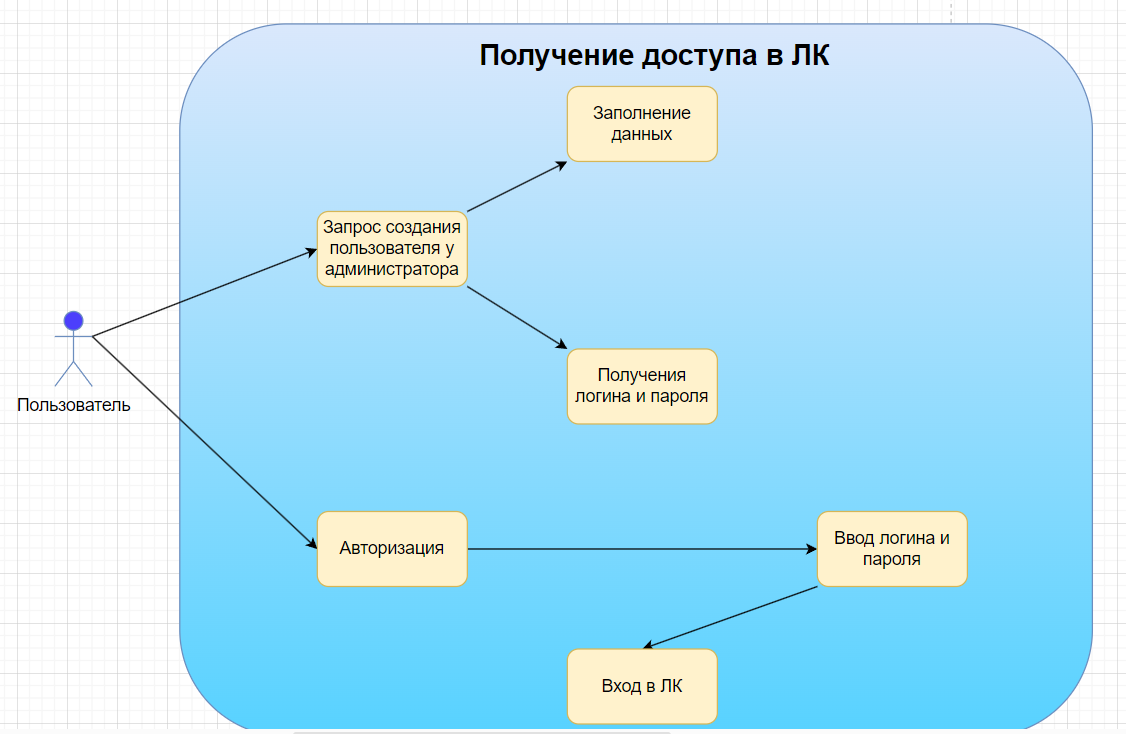 Получение доступа в ЛК
Заполнение
данных
Запрос создания
пользователя у
администратора
Пользователь
Получения
логина и пароля
Авторизация
Ввод логина и
пароля
Вход в ЛК